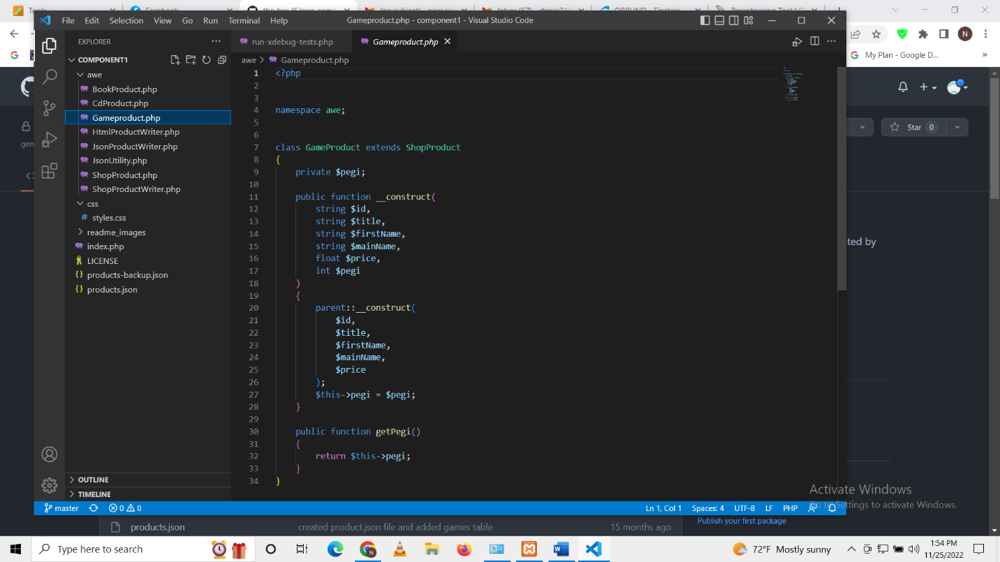 Tools
Facebook
File Edit Selection View Go Run Terminal Help
Gameproduct.php - component1 - Visual Studio Code
EXPLORER
run-xdebug-tests.php
Gameproduct.php
N
COMPONENT1
awe > Gameproduct.php
My Plan - Google D...
awe
BookProduct.php
CdProduct.php
Gameproduct.php
HtmlProductWriter.php
JsonProductWriter.php
JsonUtility.php
ShopProduct.php
ShopProductWriter.php
css
styles.css
readme_images
index.php
LICENSE
products-backup.json
products.json
OUTLINE
TIMELINE
1 <?php
2
3
4 namespace awe;
5
6
7 class GameProduct extends ShopProduct
8 {
9 private $pegi;
10
11 public function __construct(
12 string $id,
13 string $title,
14 string $firstName,
15 string $mainName,
16 float $price,
17 int $pegi
18 )
19 {
20 parent::__construct(
21 $id,
22 $title,
23 $firstName,
24 $mainName,
25 $price
26 );
27 $this->pegi = $pegi;
28 }
29
30 public function getPegi()
31 {
32 return $this->pegi;
33 }
34 }
gen
Star 0
ted by
Activate Windows
Go to Settings to activate Windows.
master 0 0
Ln 1, Col 1 Spaces: 4 UTF-8 LF PHP
Publish your first package
products.json created product.json file and added games table 15 months ago
Type here to search
72°F Mostly sunny
1:54 PM
11/25/2022